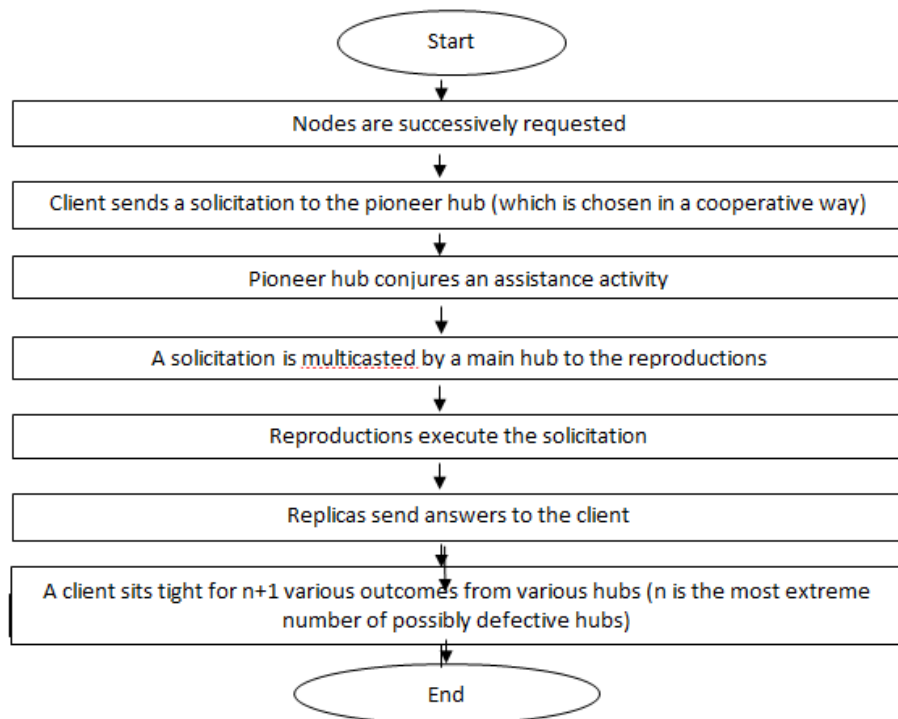 Start
Nodes are successively requested
Client sends a solicitation to the pioneer hub (which is chosen in a cooperative way)
Pioneer hub conjures an assistance activity
A solicitation is multicasted by a main hub to the reproductions
Reproductions execute the solicitation
Replicas send answers to the client
A client sits tight for n+1 various outcomes from various hubs (n is the most extreme
number of possibly defective hubs)
End